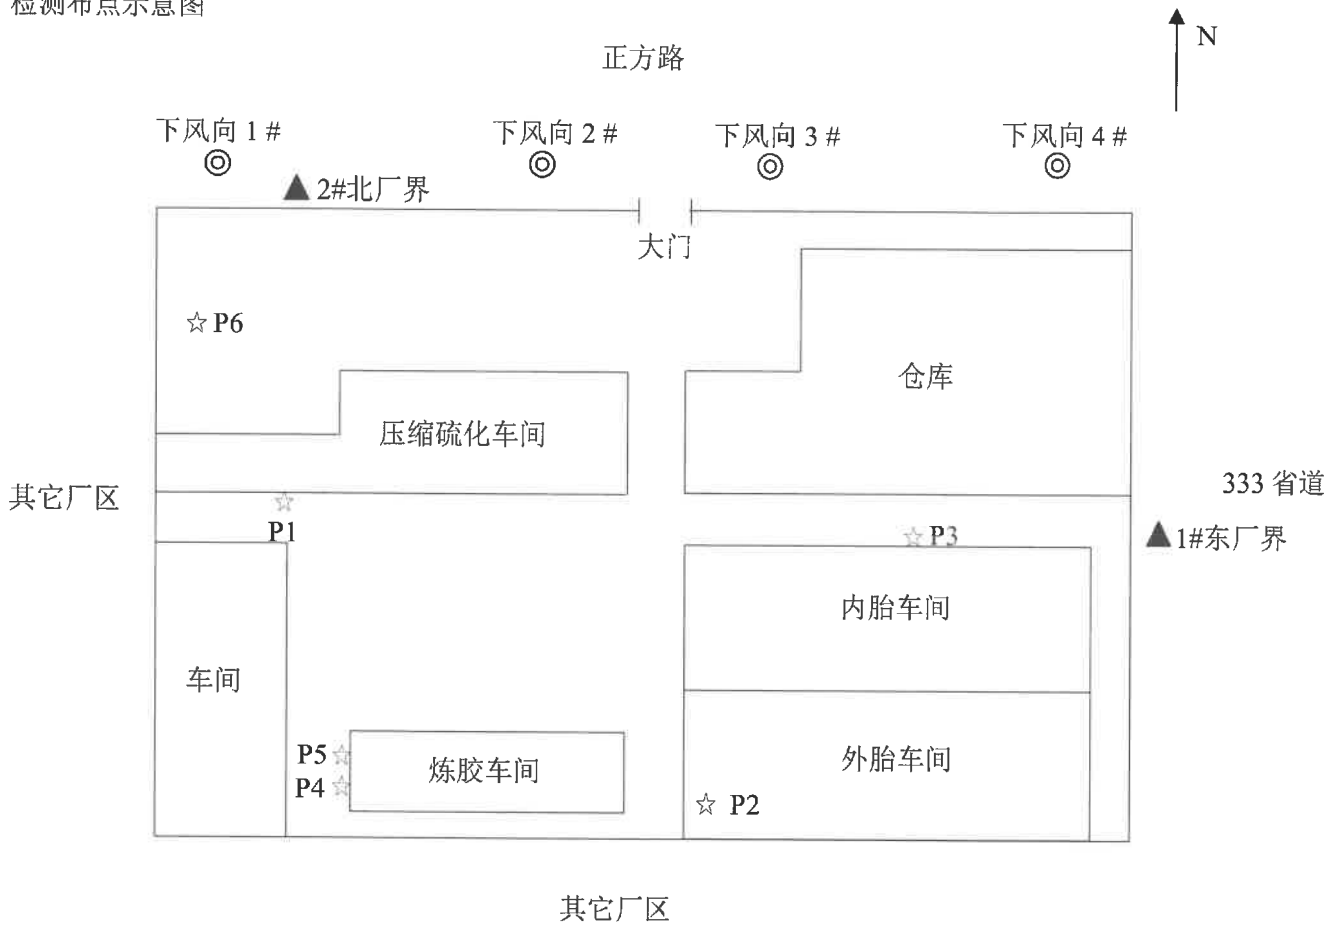 检测布点示意图
N
正方路
下风向 1 #
下风向 2 #
下风向 3 #
下风向 4 #
2#北厂界
大门
P6
仓库
压缩硫化车间
其它厂区
333 省道
P1
P3
1#东厂界
内胎车间
车间
P5
炼胶车间
外胎车间
P4
P2
其它厂区